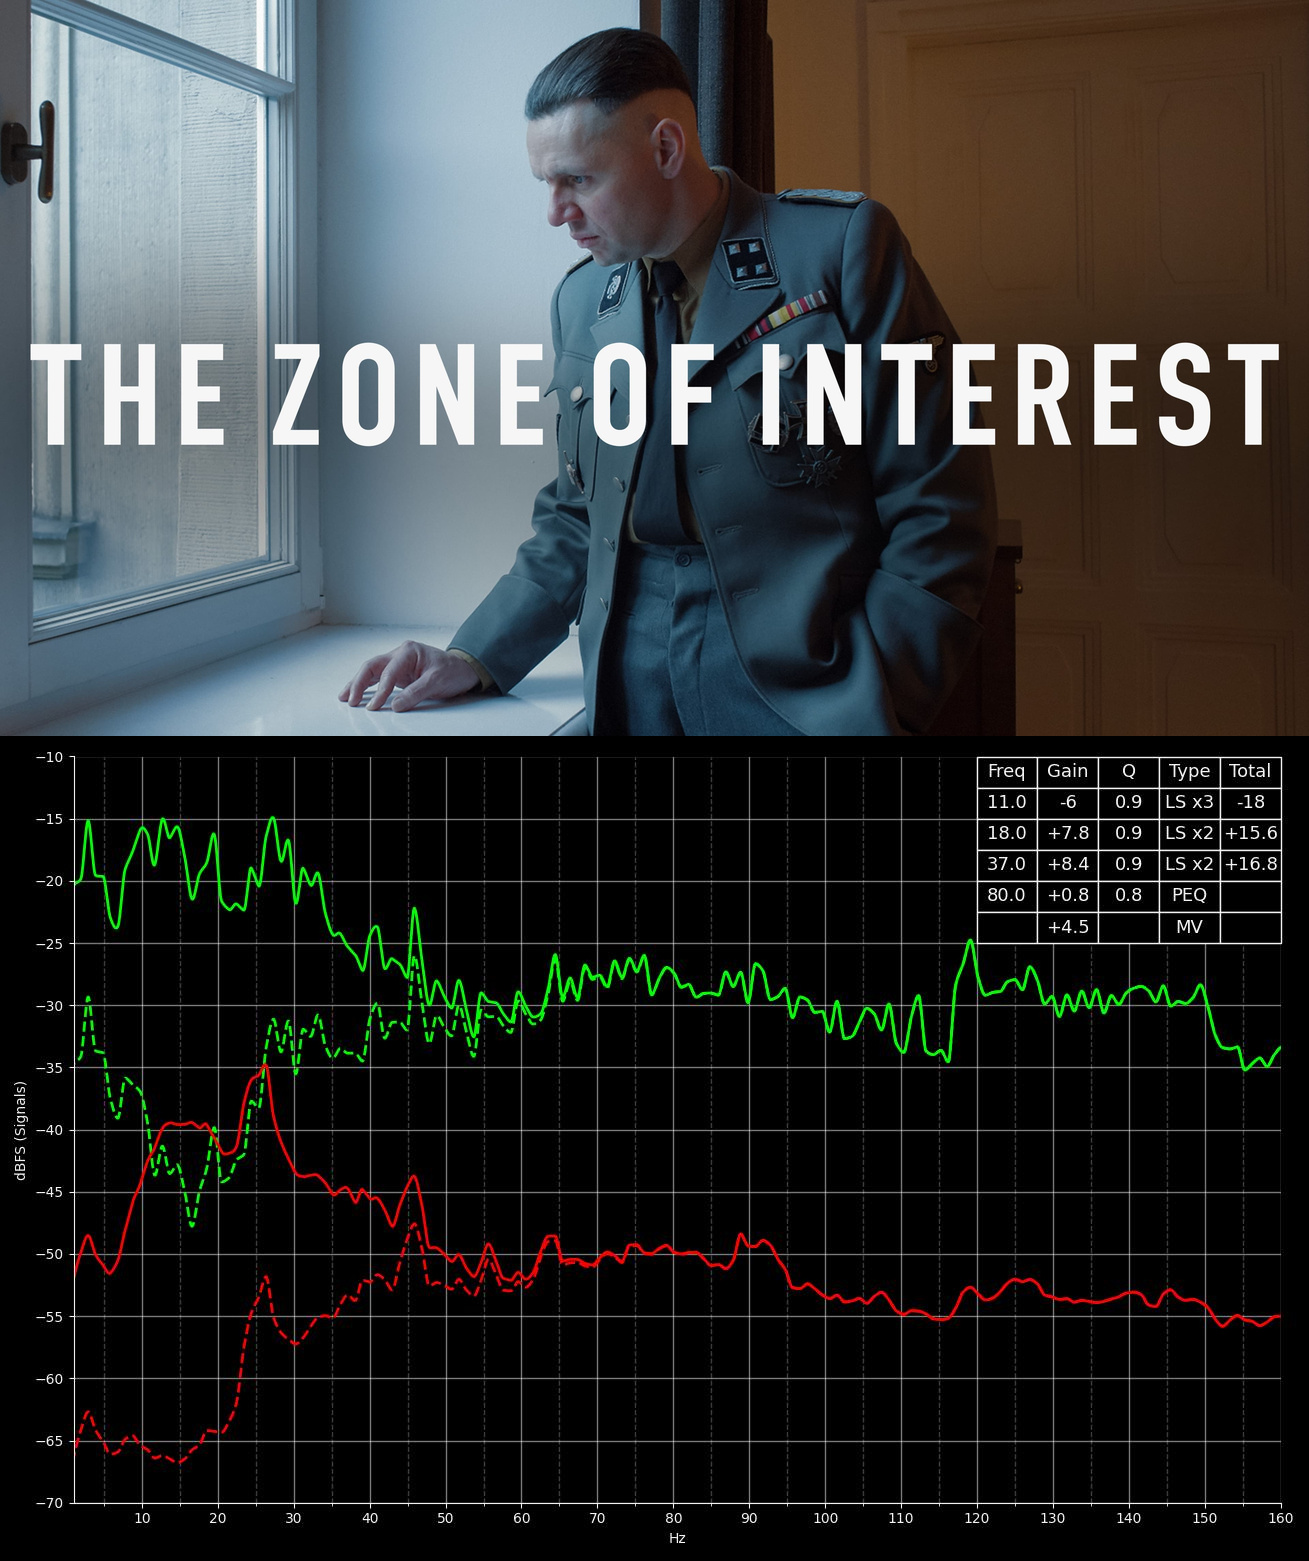 THE ZONE OF INTEREST
Freq Gain Q Type Total
11.0 -6 0.9 LS x3 -18
18.0 +7.8 0.9 LS x2 +15.6
37.0 +8.4 0.9 LS x2 +16.8
80.0 +0.8 0.8 PEQ
+4.5 MV
−10
−15
−20
−25
−30
−35
−40
−45
−50
−55
−60
−65
−70
dBFS (Signals)
10 20 30 40 50 60 70 80 90 100 110 120 130 140 150 160
Hz